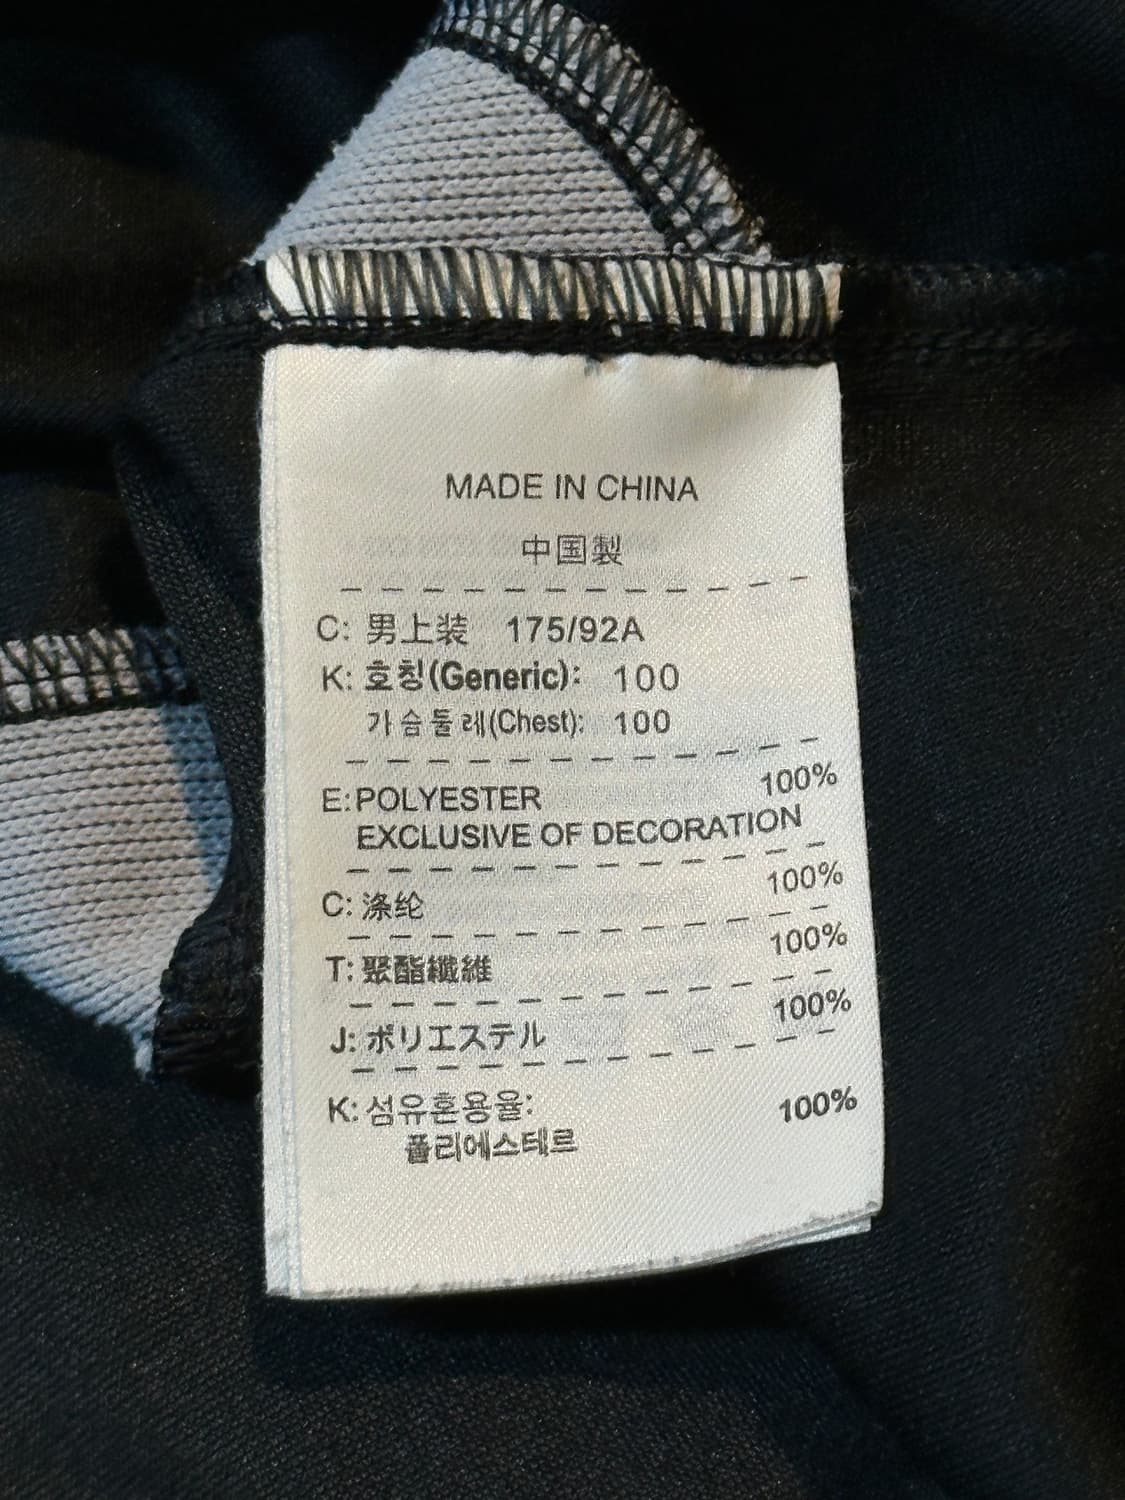 MADE IN CHINA
中国製
C: 男上装 175/92A
K: 호칭(Generic): 100
가슴둘레(Chest): 100
E: POLYESTER 100%
EXCLUSIVE OF DECORATION
C: 涤纶 100%
T: 聚酯纖維 100%
J: ポリエステル 100%
K: 섬유혼용율: 100%
폴리에스테르